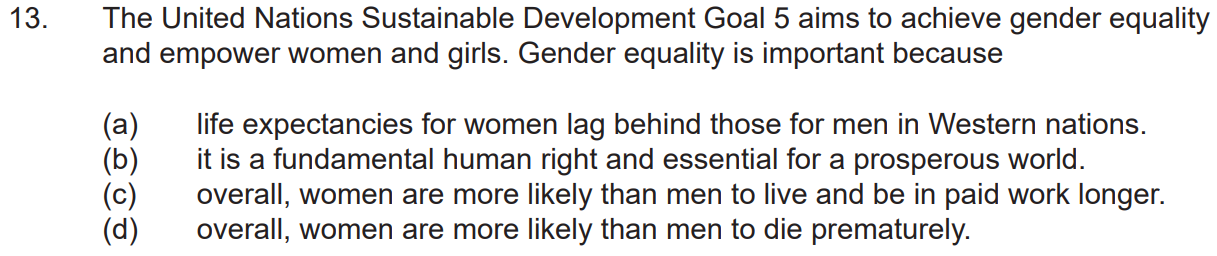 13. The United Nations Sustainable Development Goal 5 aims to achieve gender equality
and empower women and girls. Gender equality is important because
(a) life expectancies for women lag behind those for men in Western nations.
(b) it is a fundamental human right and essential for a prosperous world.
(c) overall, women are more likely than men to live and be in paid work longer.
(d) overall, women are more likely than men to die prematurely.